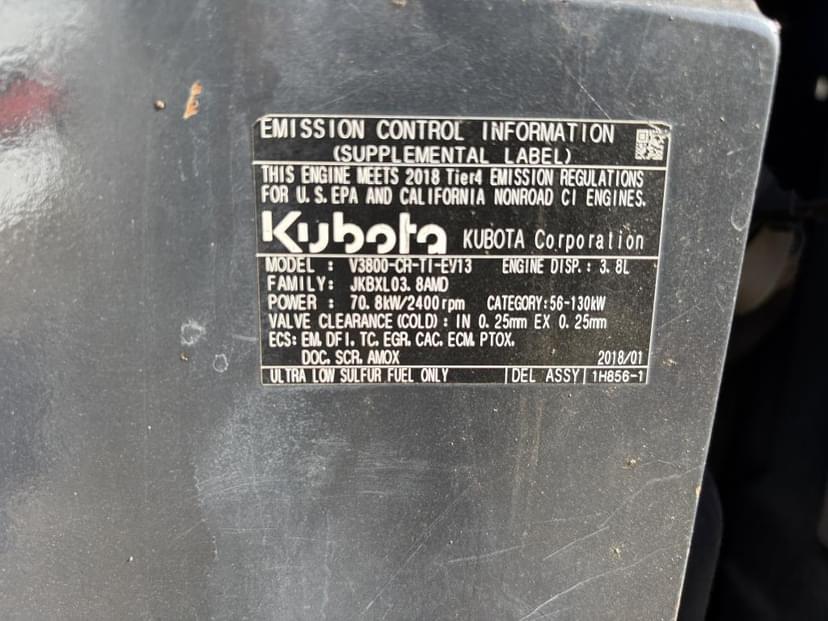 EMISSION CONTROL INFORMATION
(SUPPLEMENTAL LABEL)
THIS ENGINE MEETS 2018 Tier4 EMISSION REGULATIONS
FOR U.S.EPA AND CALIFORNIA NONROAD CI ENGINES.
Kubota KUBOTA Corporation
MODEL : V3800-CR-TI-EV13 ENGINE DISP.: 3.8L
FAMILY: JKBXL03.8AMD
POWER : 70.8kW/2400rpm CATEGORY:56-130kW
VALVE CLEARANCE(COLD): IN 0.25mm EX 0.25mm
ECS: EM, DFI, TC, EGR, CAC, ECM, PTOX,
DOC, SCR, AMOX 2018/01
ULTRA LOW SULFUR FUEL ONLY DEL ASSY 1H856-1